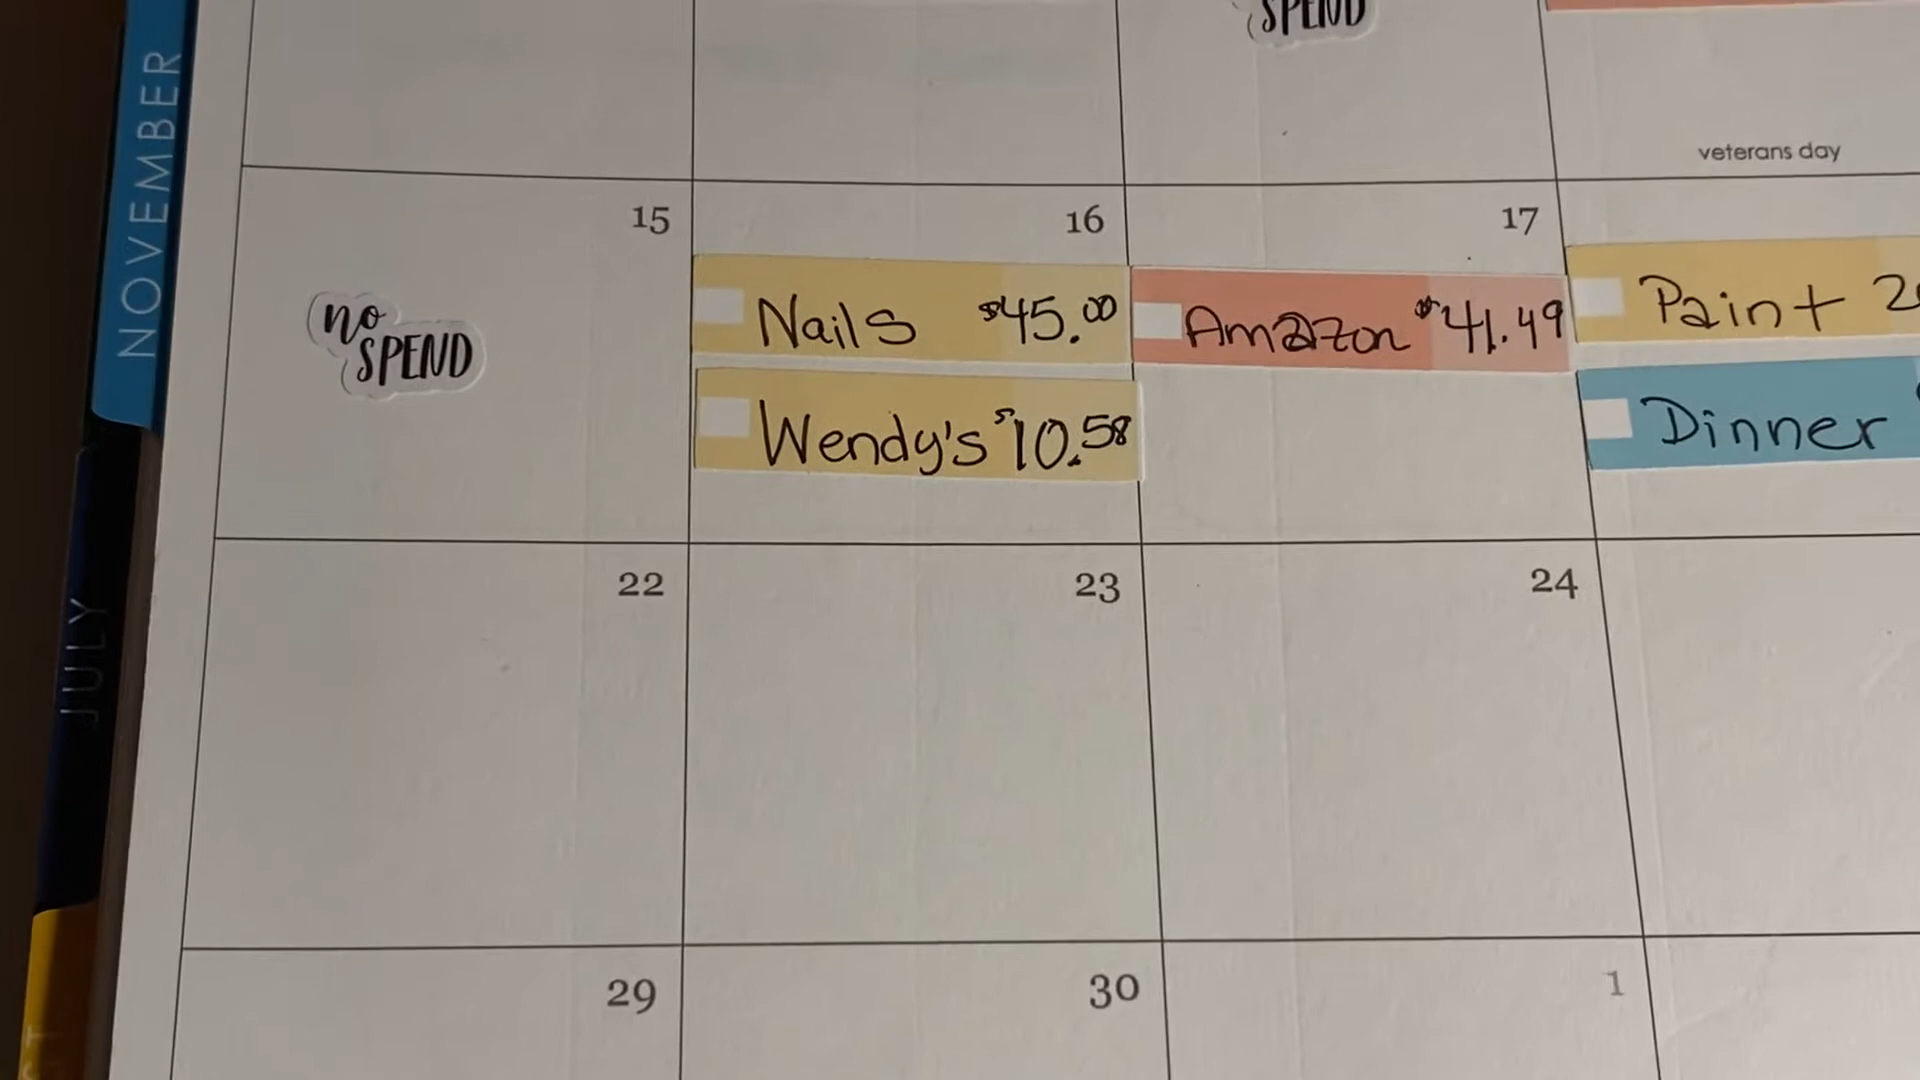 SPEND
NOVEMBER
veterans day
15
16
17
no
SPEND
Nails $45.00
Amazon $41.49
Paint
Wendy's $10.58
Dinner
22
23
24
JULY
29
30
1